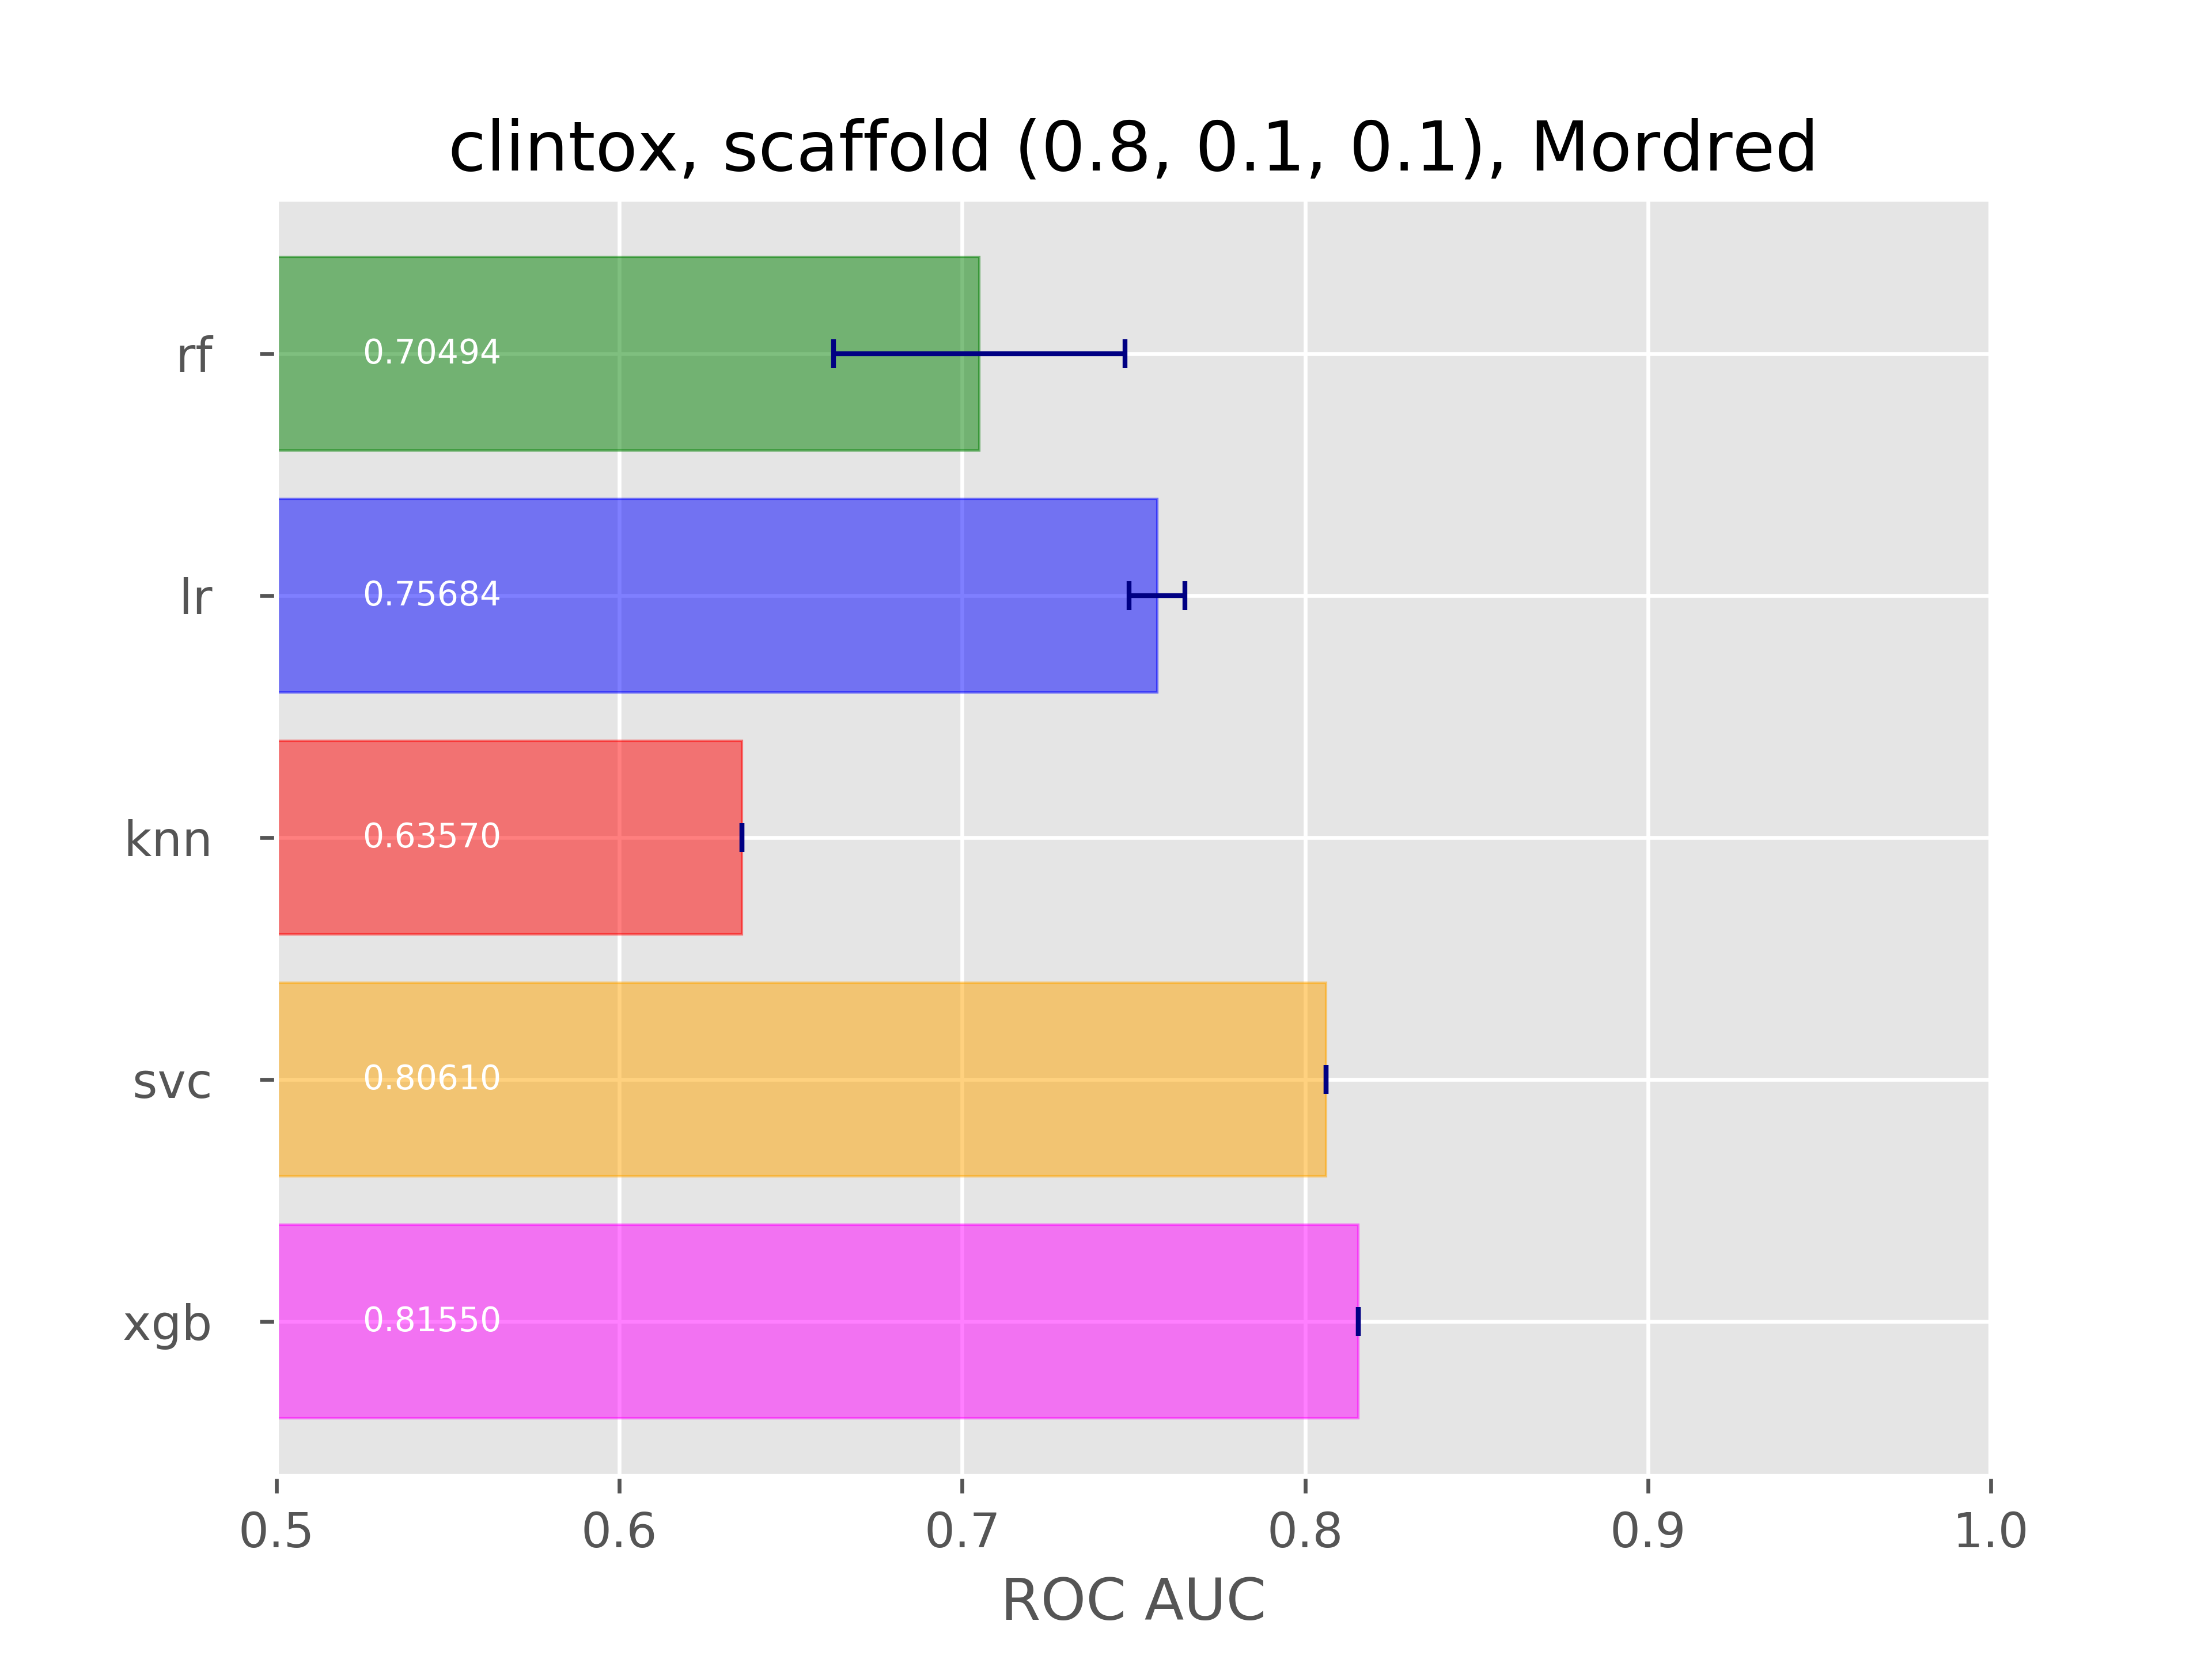 clintox, scaffold (0.8, 0.1, 0.1), Mordred
rf
0.70494
lr
0.75684
knn
0.63570
svc
0.80610
xgb
0.81550
0.5 0.6 0.7 0.8 0.9 1.0
ROC AUC